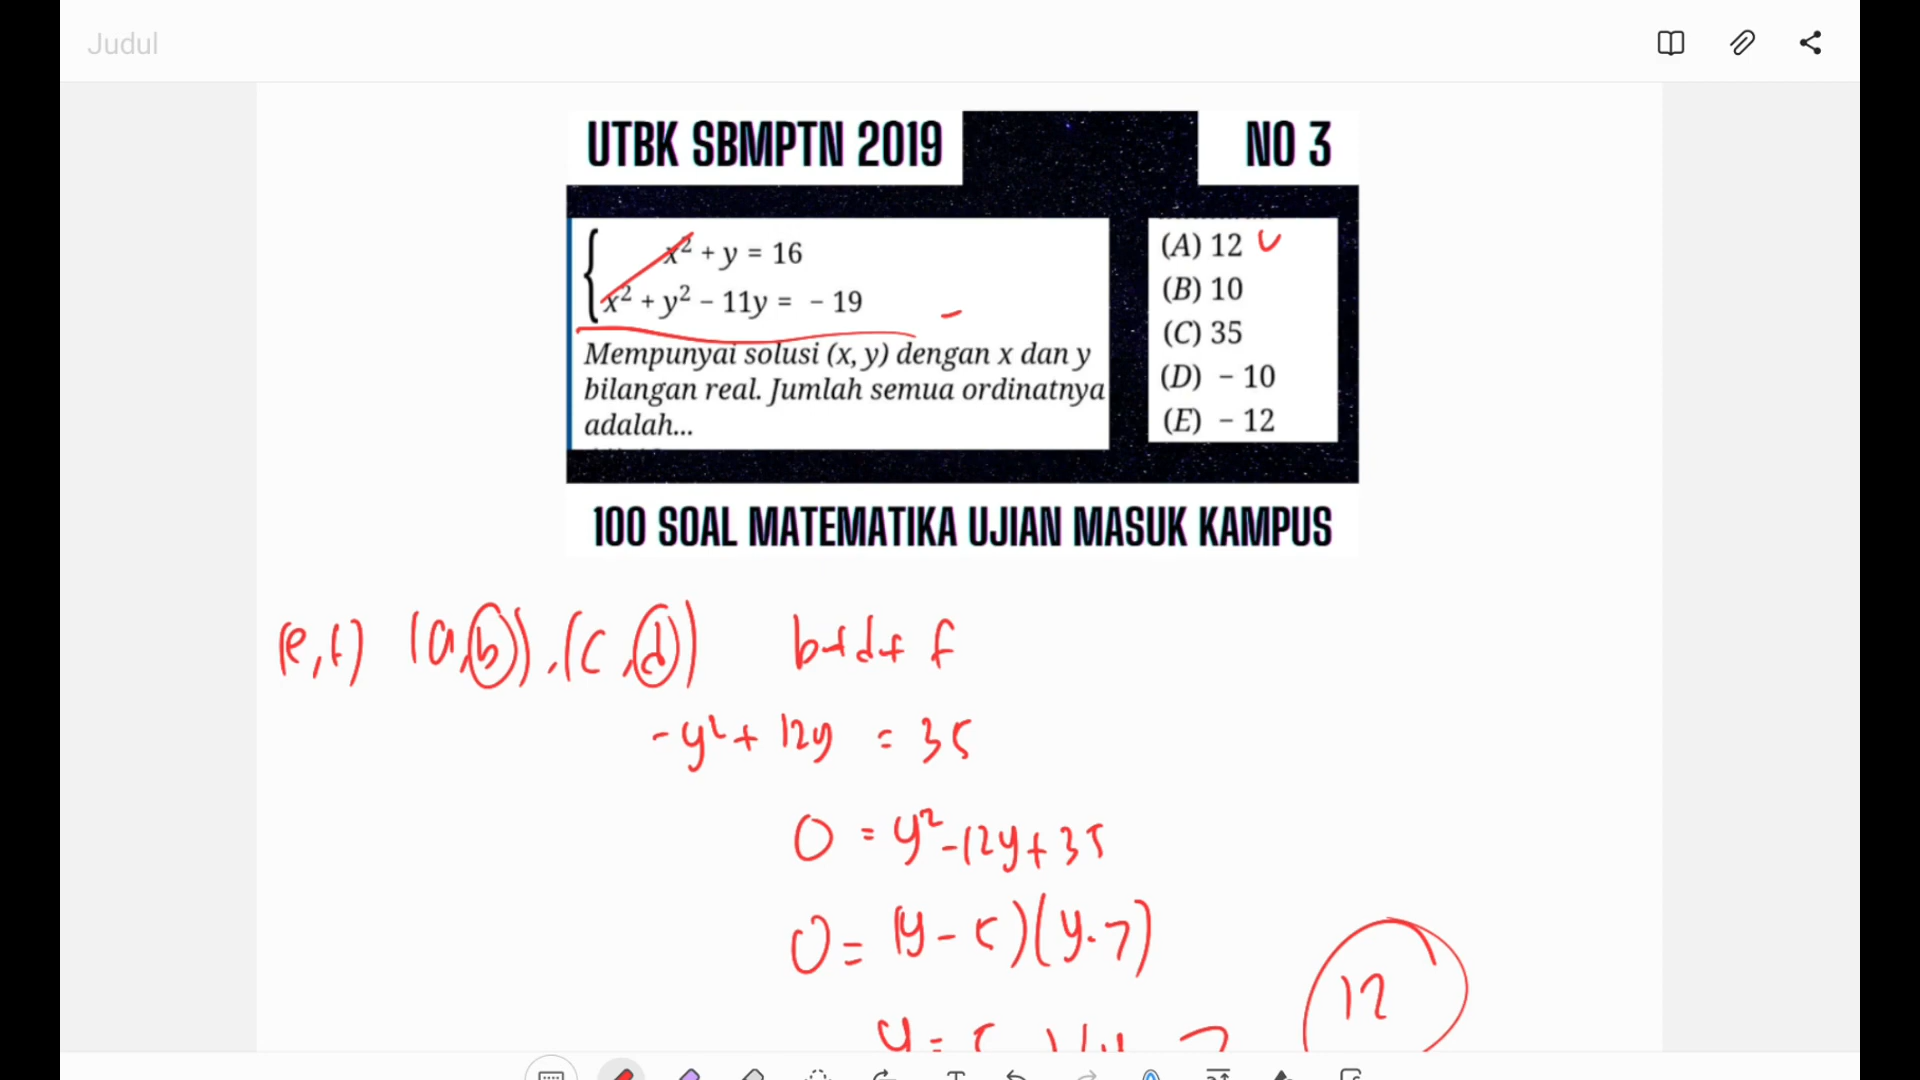 Judul
UTBK SBMPTN 2019
NO 3
x² + y = 16
x² + y² − 11y = − 19
Mempunyai solusi (x, y) dengan x dan y
bilangan real. Jumlah semua ordinatnya
adalah...
(A) 12
(B) 10
(C) 35
(D) − 10
(E) − 12
100 SOAL MATEMATIKA UJIAN MASUK KAMPUS
(e,f) (a,b), (c,d) b+d+f
-y²+12y = 35
0 = y²-12y+35
0 = (y-5)(y-7)
12